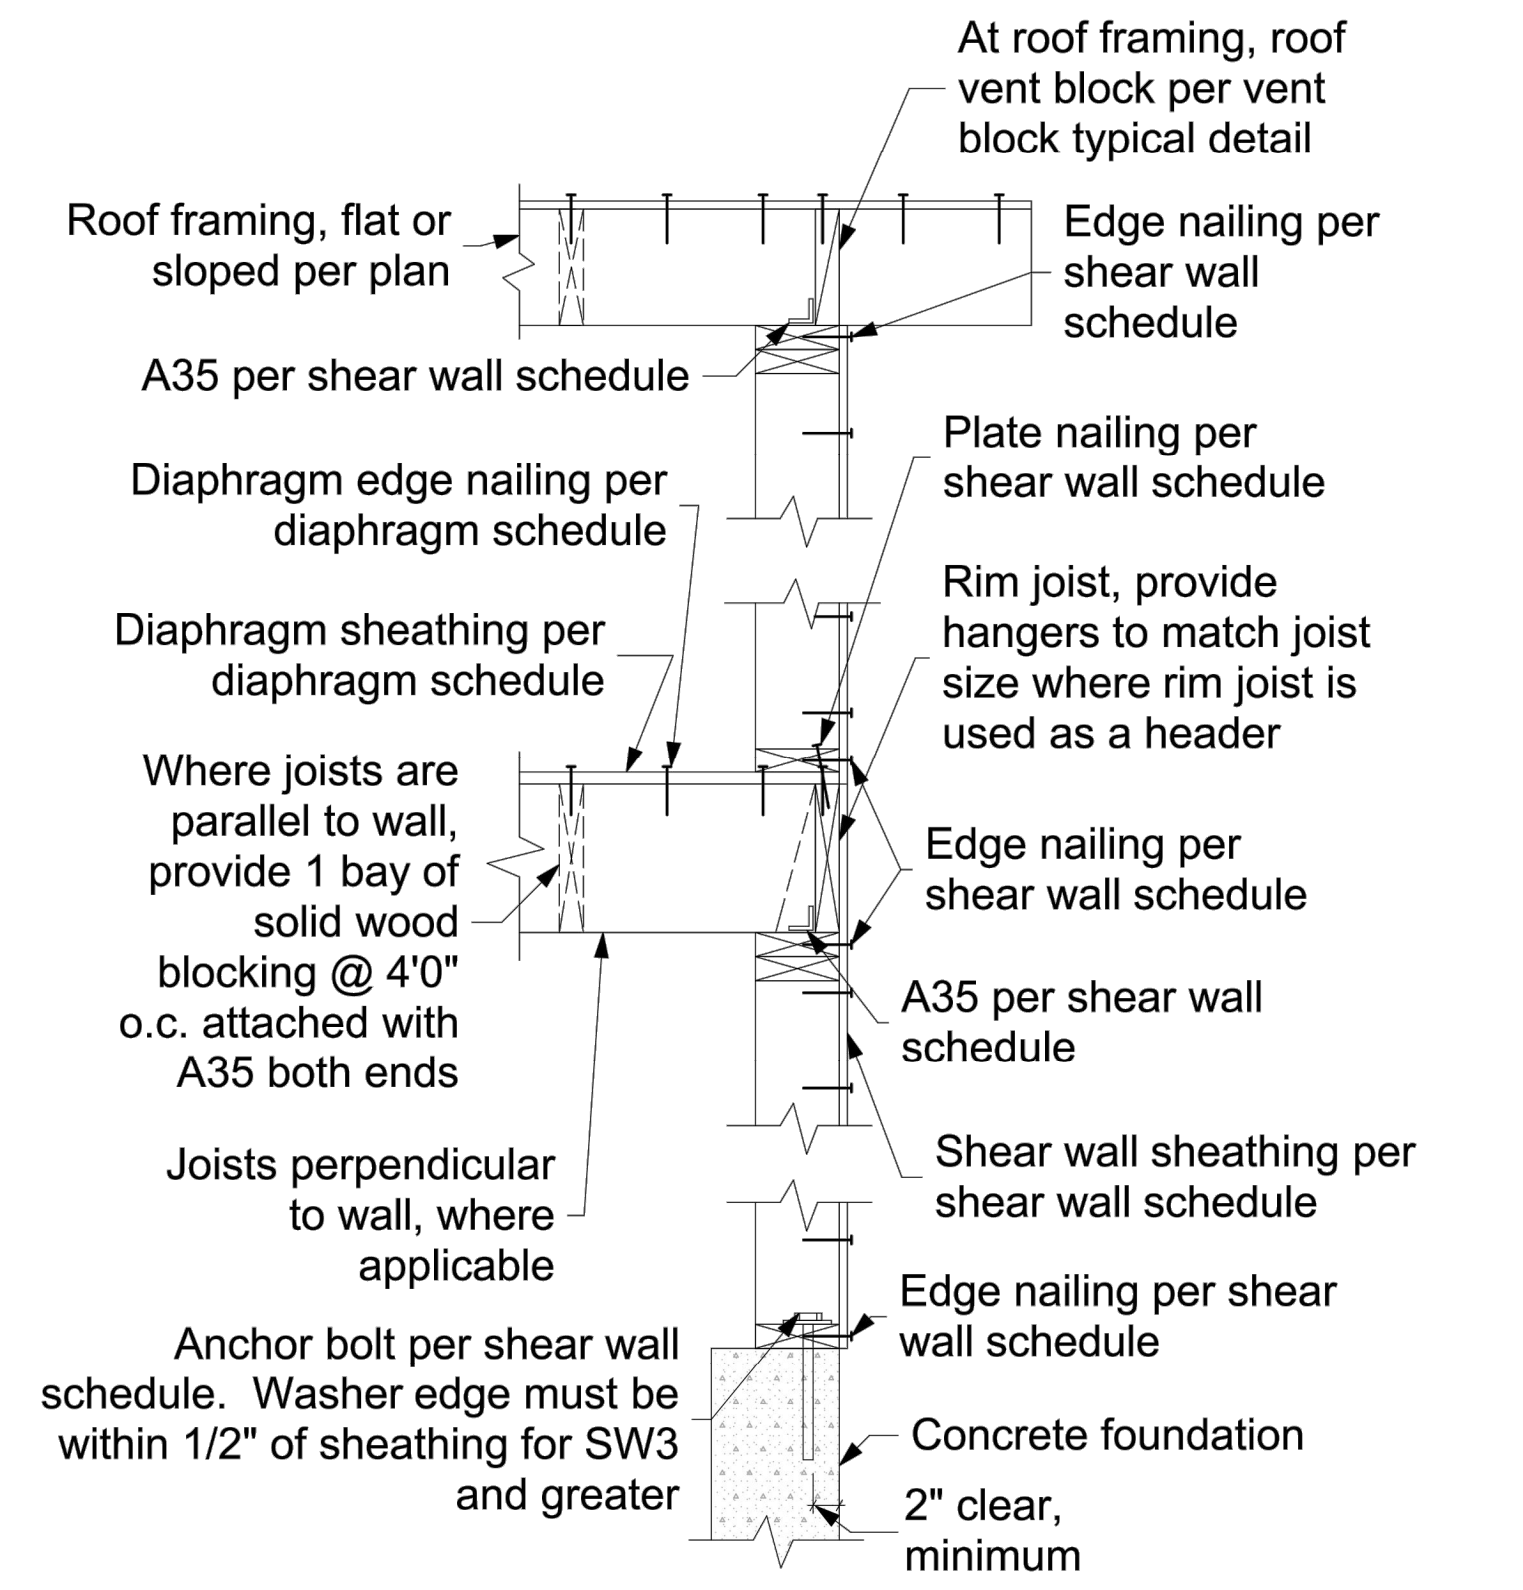 At roof framing, roof
vent block per vent
block typical detail
Roof framing, flat or
sloped per plan
Edge nailing per
shear wall
schedule
A35 per shear wall schedule
Plate nailing per
shear wall schedule
Diaphragm edge nailing per
diaphragm schedule
Rim joist, provide
hangers to match joist
size where rim joist is
used as a header
Diaphragm sheathing per
diaphragm schedule
Where joists are
parallel to wall,
provide 1 bay of
solid wood
blocking @ 4'0"
o.c. attached with
A35 both ends
Edge nailing per
shear wall schedule
A35 per shear wall
schedule
Joists perpendicular
to wall, where
applicable
Shear wall sheathing per
shear wall schedule
Edge nailing per shear
wall schedule
Anchor bolt per shear wall
schedule.  Washer edge must be
within 1/2" of sheathing for SW3
and greater
Concrete foundation
2" clear,
minimum